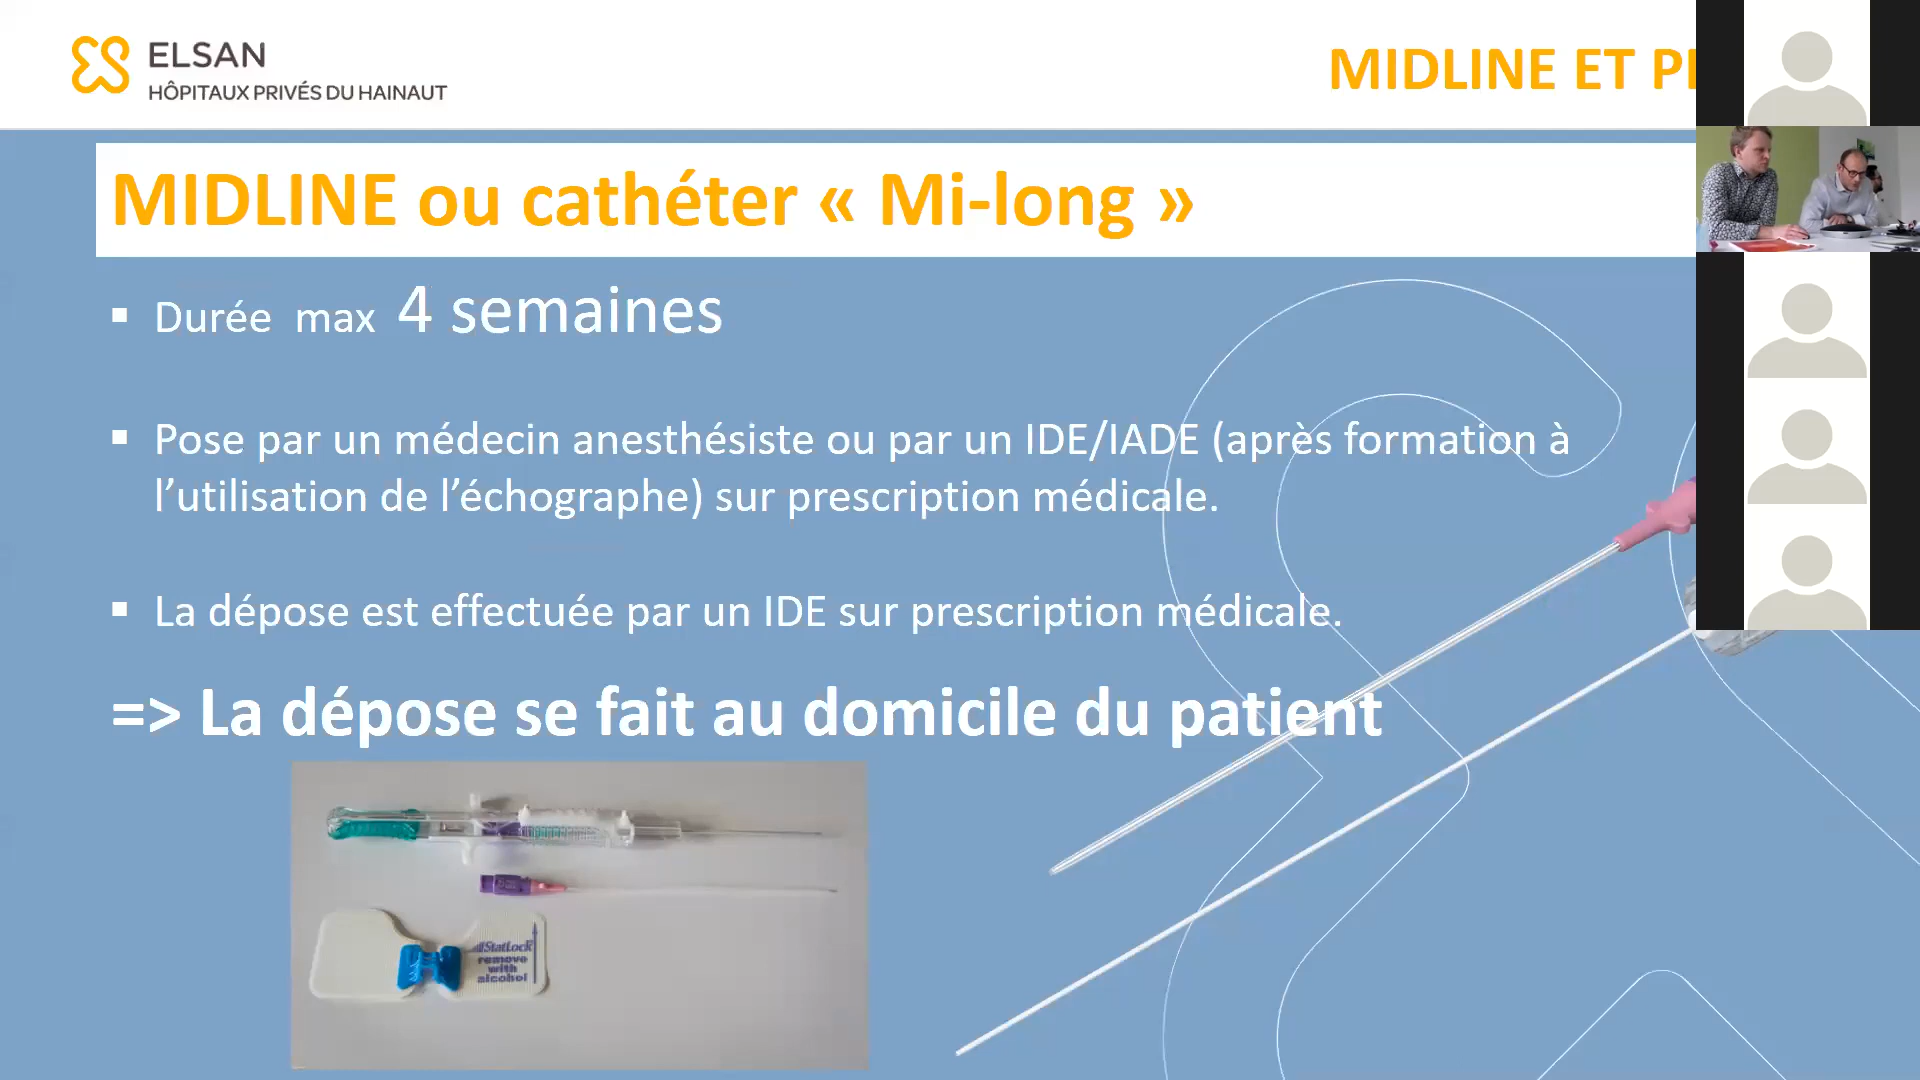 ELSAN
HÔPITAUX PRIVÉS DU HAINAUT
MIDLINE ET
MIDLINE ou cathéter « Mi-long »
▪ Durée max 4 semaines
▪ Pose par un médecin anesthésiste ou par un IDE/IADE (après formation à
l’utilisation de l’échographe) sur prescription médicale.
▪ La dépose est effectuée par un IDE sur prescription médicale.
=> La dépose se fait au domicile du patient
StatLock
remove
with
alcohol